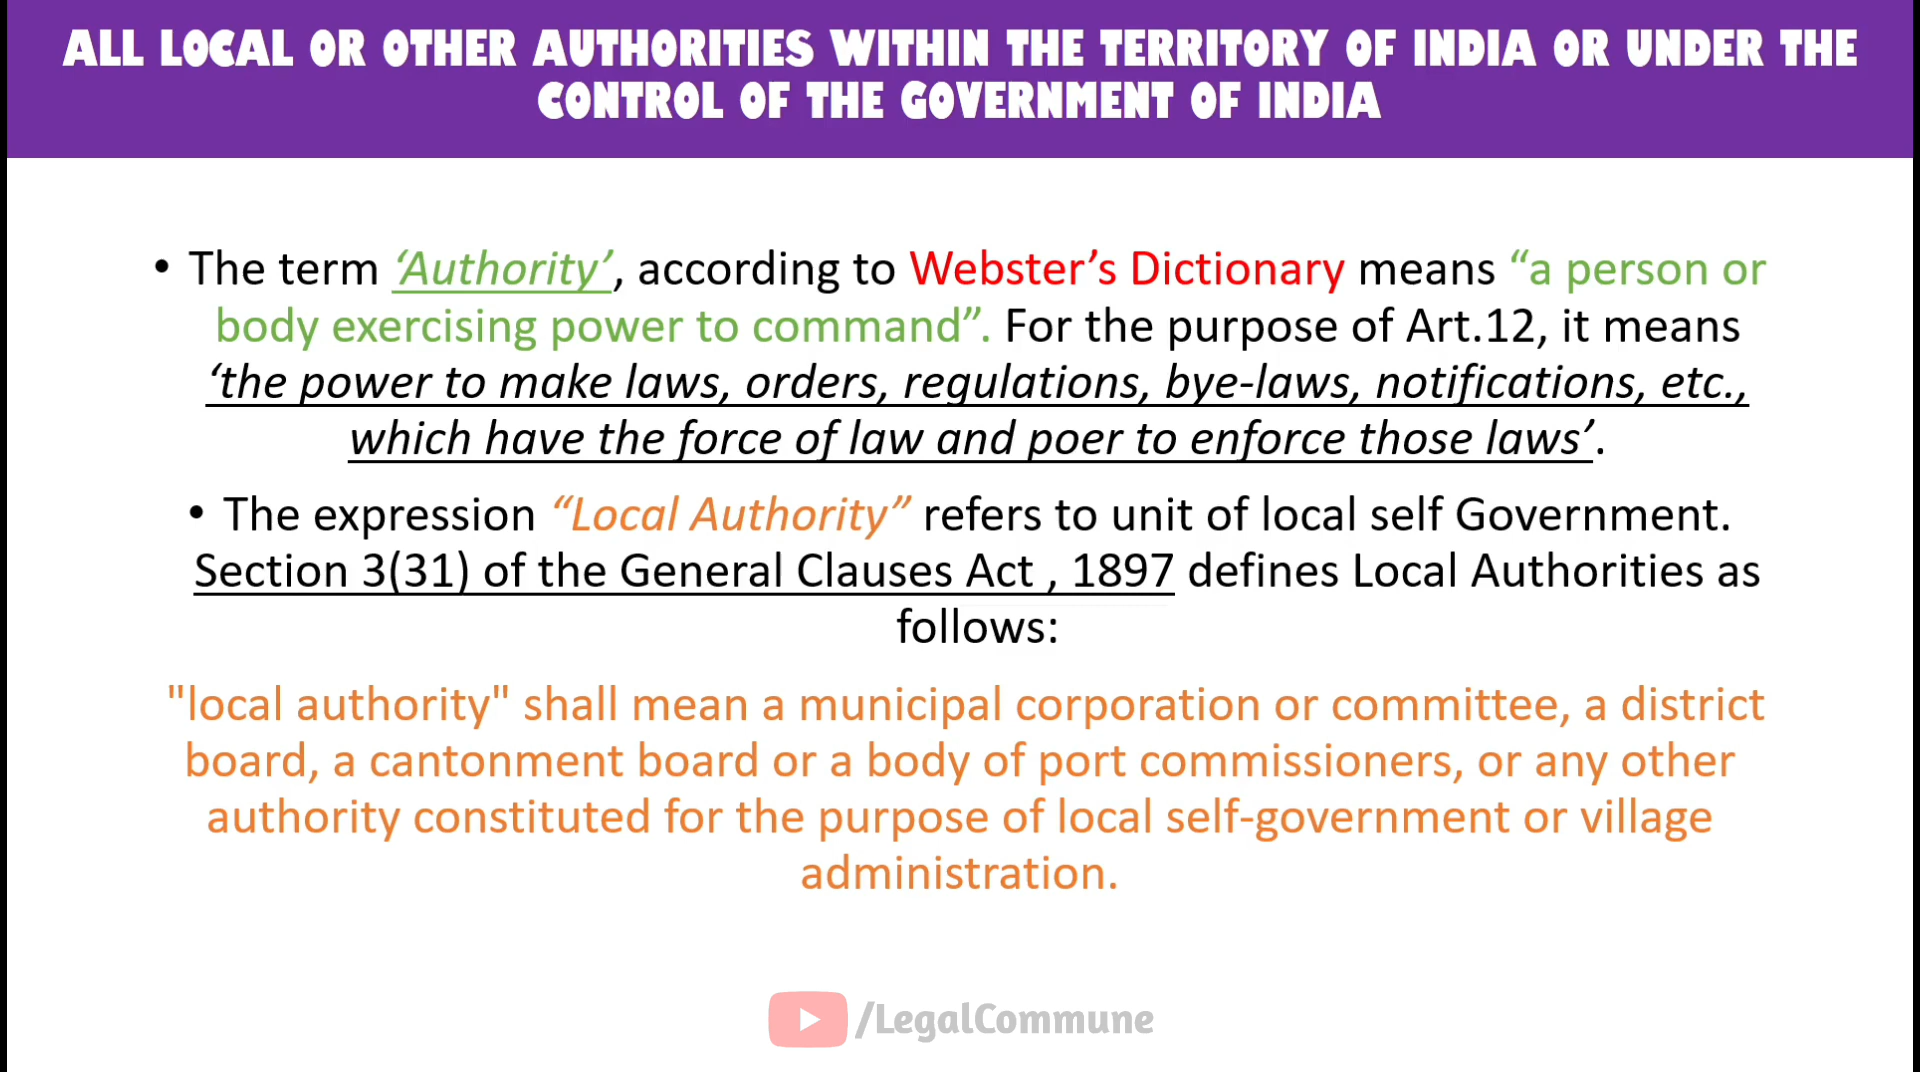 ALL LOCAL OR OTHER AUTHORITIES WITHIN THE TERRITORY OF INDIA OR UNDER THE
CONTROL OF THE GOVERNMENT OF INDIA
• The term ‘Authority’, according to Webster’s Dictionary means “a person or
body exercising power to command”. For the purpose of Art.12, it means
‘the power to make laws, orders, regulations, bye-laws, notifications, etc.,
which have the force of law and poer to enforce those laws’.
• The expression “Local Authority” refers to unit of local self Government.
Section 3(31) of the General Clauses Act , 1897 defines Local Authorities as
follows:
"local authority" shall mean a municipal corporation or committee, a district
board, a cantonment board or a body of port commissioners, or any other
authority constituted for the purpose of local self-government or village
administration.
/LegalCommune